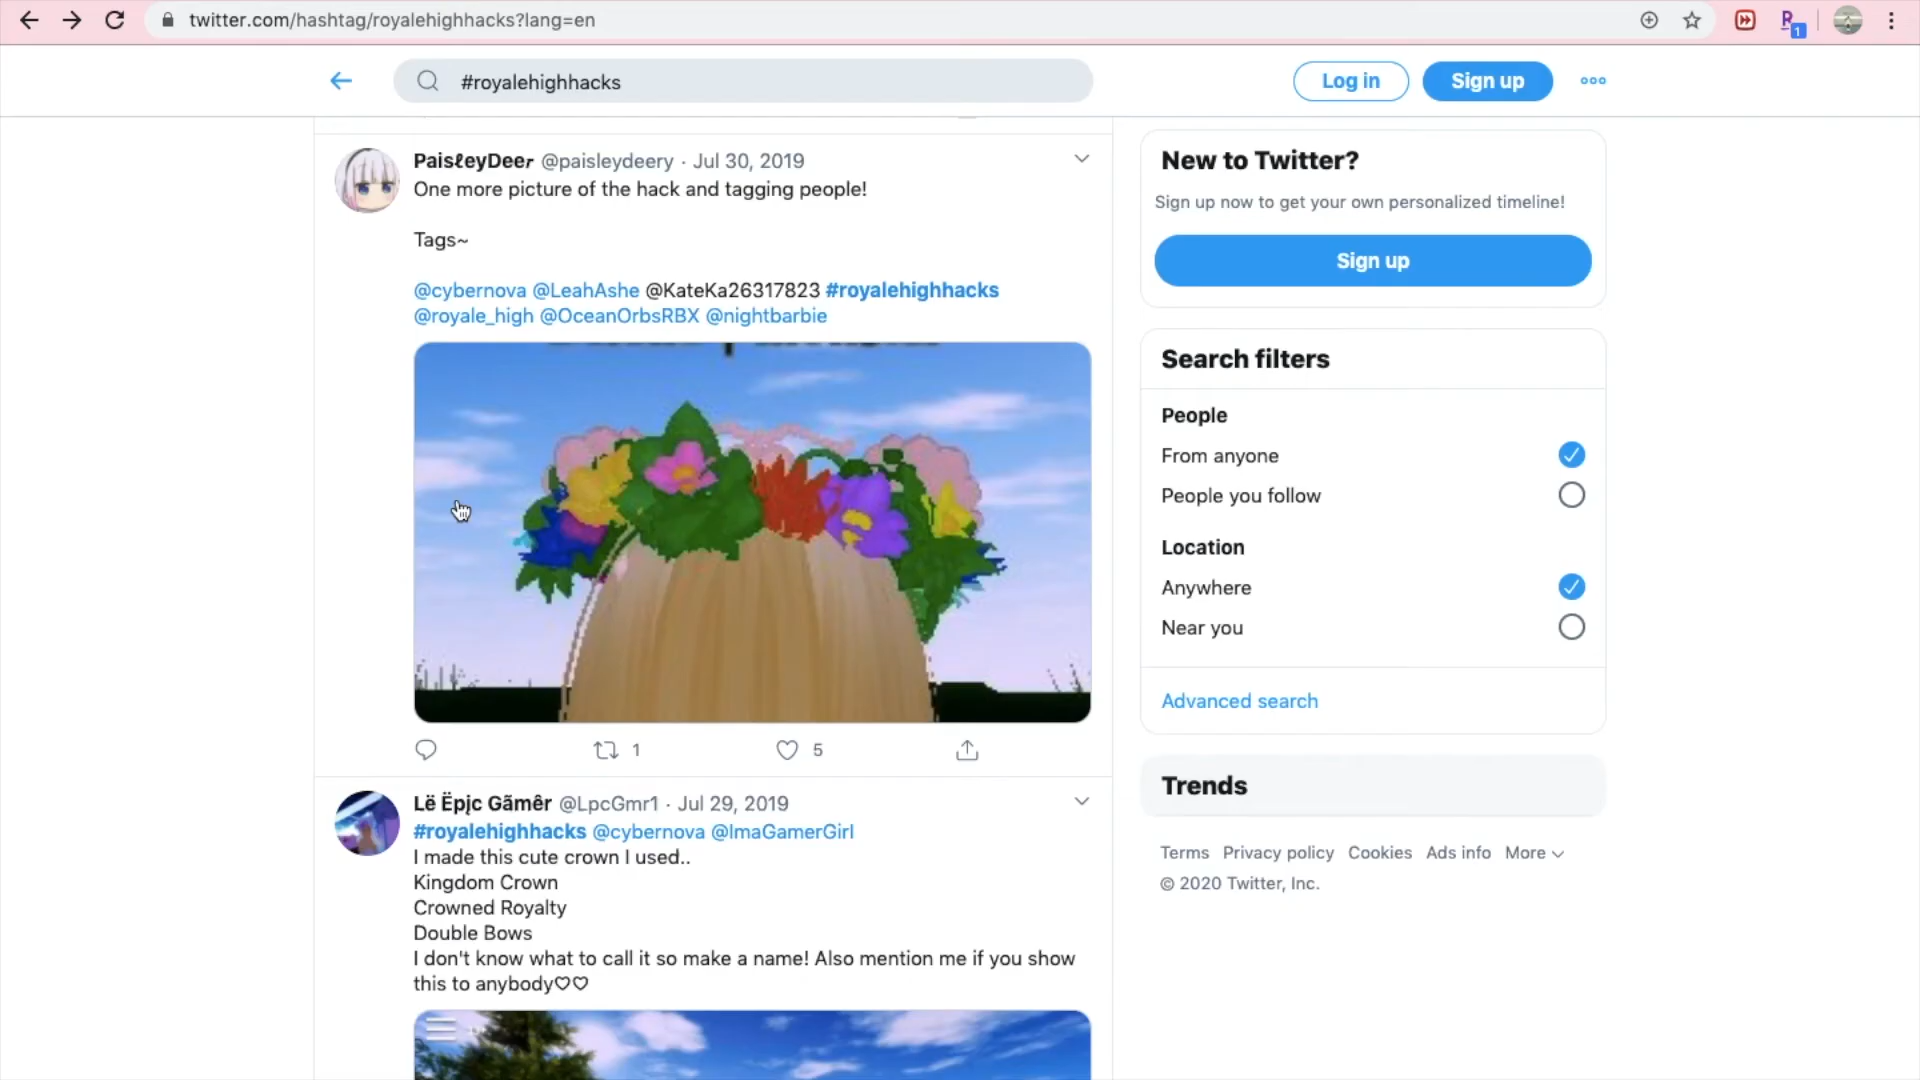 twitter.com/hashtag/royalehighhacks?lang=en
1
#royalehighhacks
Log in
Sign up
PaisℓeyDeer @paisleydeery · Jul 30, 2019
One more picture of the hack and tagging people!
Tags~
@cybernova @LeahAshe @KateKa26317823 #royalehighhacks
@royale_high @OceanOrbsRBX @nightbarbie
1
5
Lë Ëpįc Gãmêr @LpcGmr1 · Jul 29, 2019
#royalehighhacks @cybernova @ImaGamerGirl
I made this cute crown I used..
Kingdom Crown
Crowned Royalty
Double Bows
I don't know what to call it so make a name! Also mention me if you show
this to anybody♡♡
New to Twitter?
Sign up now to get your own personalized timeline!
Sign up
Search filters
People
From anyone
People you follow
Location
Anywhere
Near you
Advanced search
Trends
Terms Privacy policy Cookies Ads info More
© 2020 Twitter, Inc.